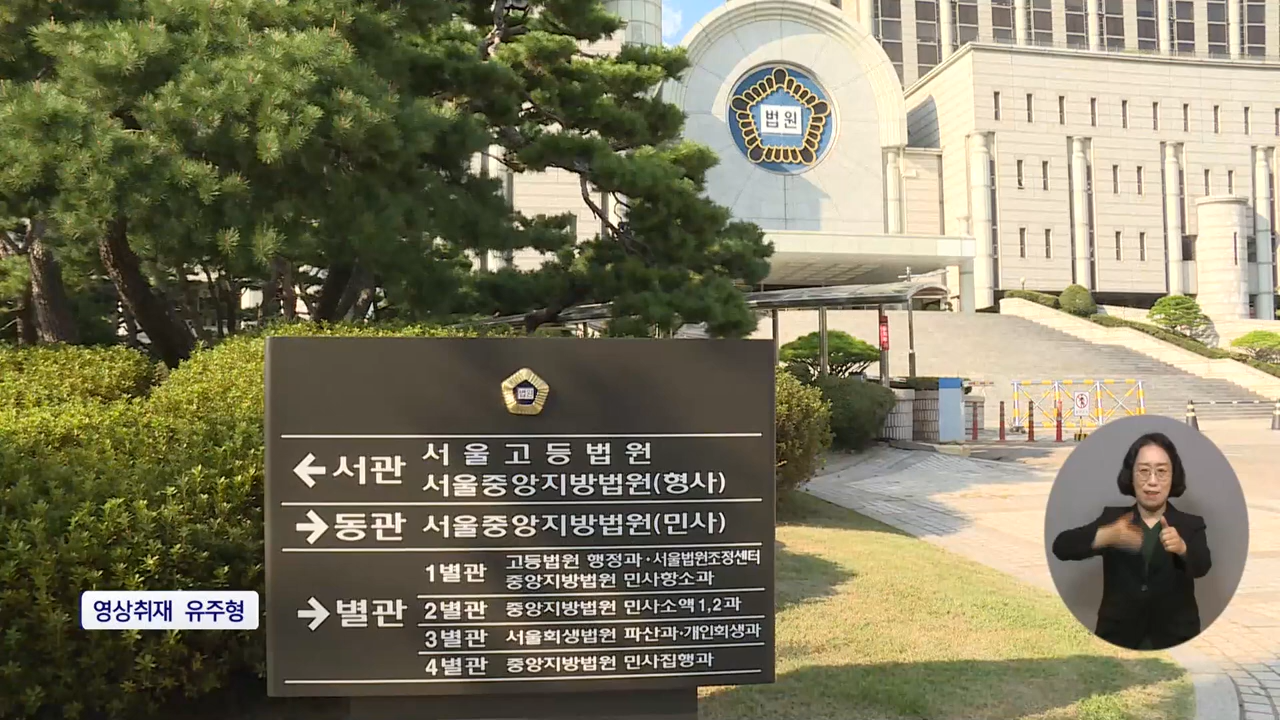 법원
법원
서관 서울고등법원
서울중앙지방법원(형사)
동관 서울중앙지방법원(민사)
별관
1별관 고등법원 행정과·서울법원조정센터
중앙지방법원 민사항소과
2별관 중앙지방법원 민사소액1,2과
3별관 서울회생법원 파산과·개인회생과
4별관 중앙지방법원 민사집행과
영상취재 유주형